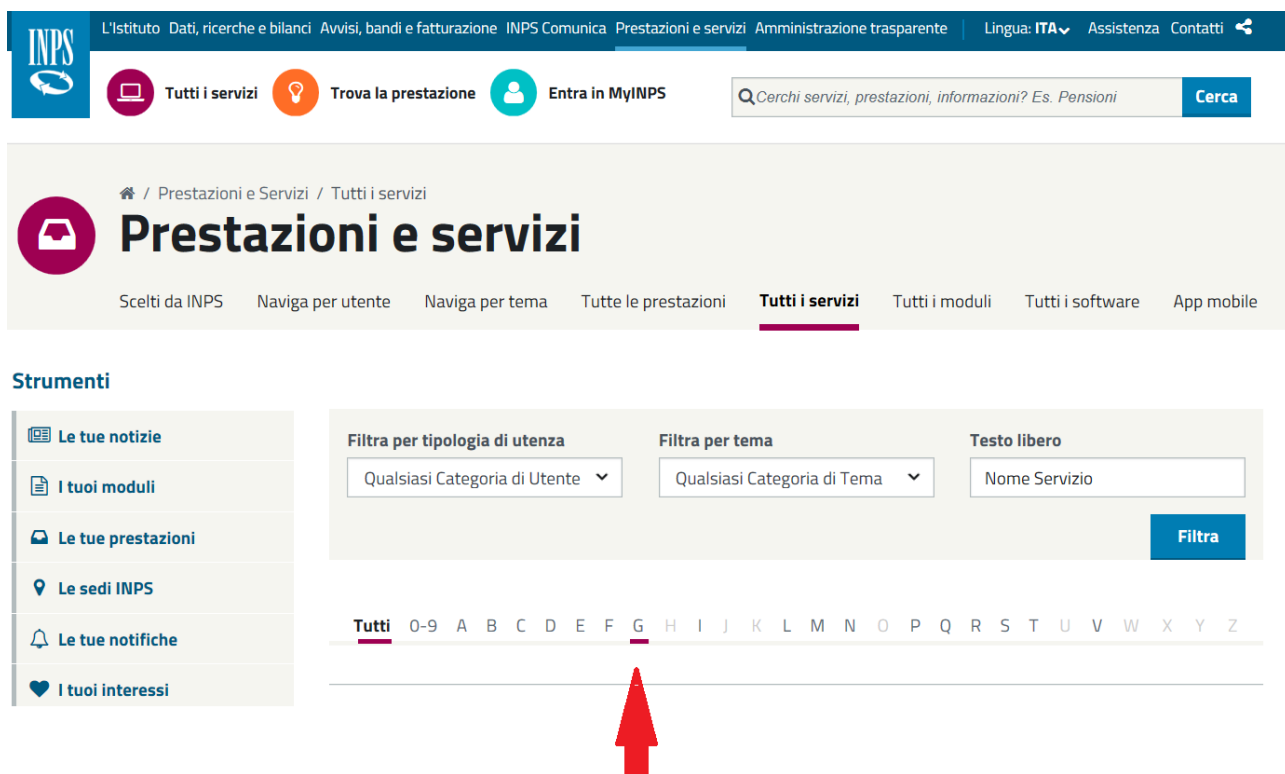 INPS
L'Istituto Dati, ricerche e bilanci Avvisi, bandi e fatturazione INPS Comunica Prestazioni e servizi Amministrazione trasparente Lingua: ITA Assistenza Contatti
Tutti i servizi Trova la prestazione Entra in MyINPS Cerchi servizi, prestazioni, informazioni? Es. Pensioni Cerca
/ Prestazioni e Servizi / Tutti i servizi
Prestazioni e servizi
Scelti da INPS Naviga per utente Naviga per tema Tutte le prestazioni Tutti i servizi Tutti i moduli Tutti i software App mobile
Strumenti
Le tue notizie
I tuoi moduli
Le tue prestazioni
Le sedi INPS
Le tue notifiche
I tuoi interessi
Filtra per tipologia di utenza Filtra per tema Testo libero
Qualsiasi Categoria di Utente Qualsiasi Categoria di Tema Nome Servizio
Filtra
Tutti 0-9 A B C D E F G H I J K L M N O P Q R S T U V W X Y Z